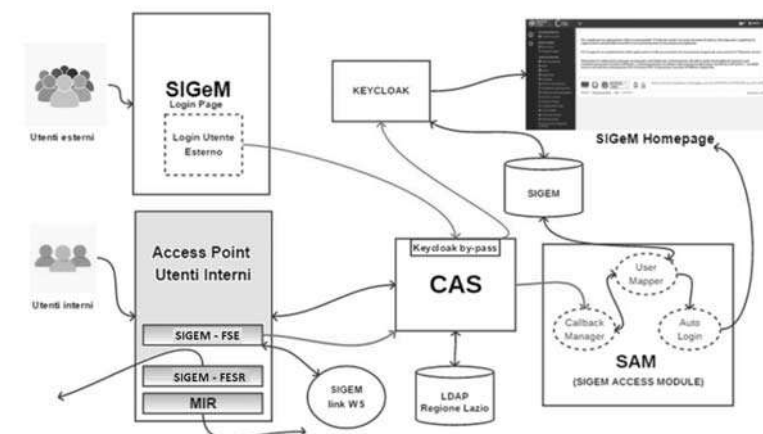 Utenti esterni
SIGeM
Login Page
Login Utente
Esterno
KEYCLOAK
SIGeM Homepage
SIGEM
Utenti interni
Access Point
Utenti Interni
SIGEM - FSE
SIGEM - FESR
MIR
SIGEM
link WS
Keycloak by-pass
CAS
LDAP
Regione Lazio
User
Mapper
Callback
Manager
Auto
Login
SAM
(SIGEM ACCESS MODULE)